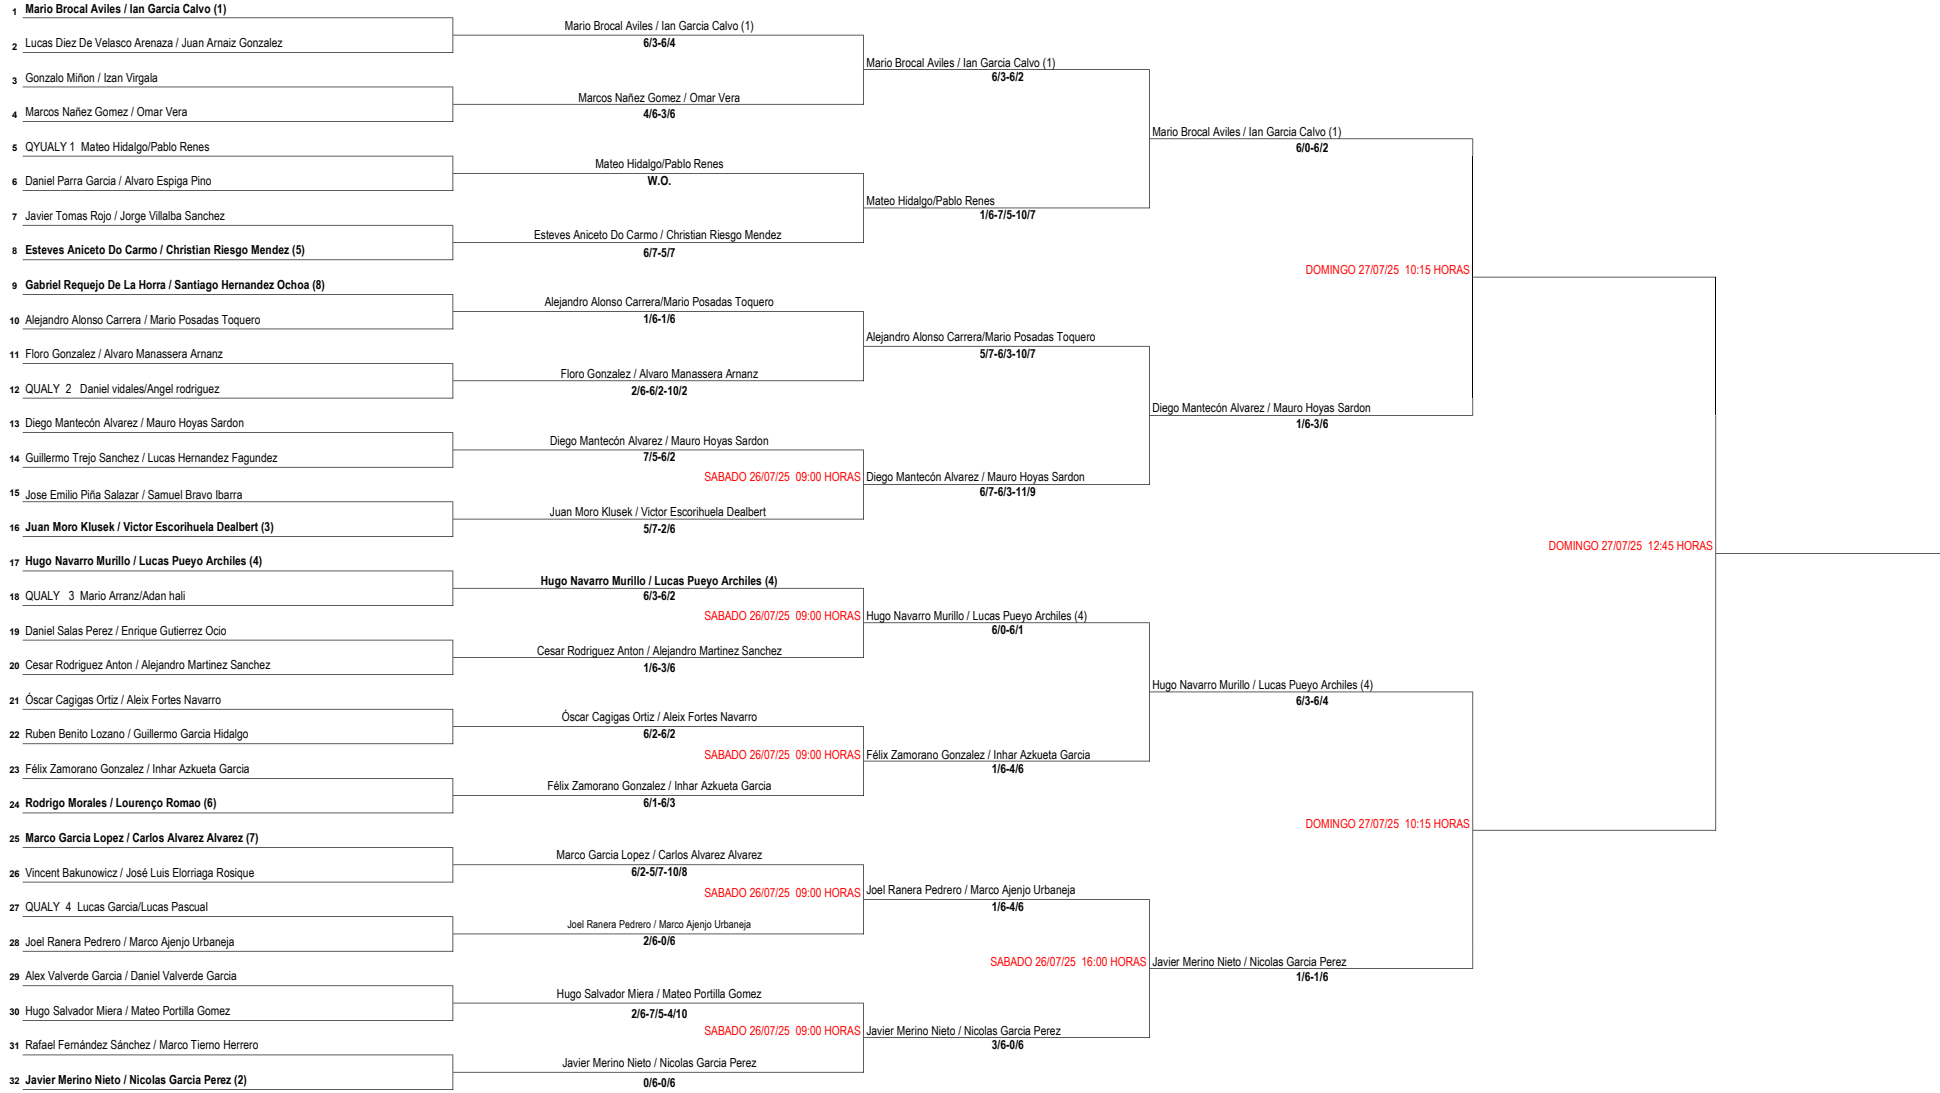 1 Mario Brocal Aviles / Ian Garcia Calvo (1)
2 Lucas Diez De Velasco Arenaza / Juan Arnaiz Gonzalez
3 Gonzalo Miñon / Izan Virgala
4 Marcos Nañez Gomez / Omar Vera
5 QYUALY 1 Mateo Hidalgo/Pablo Renes
6 Daniel Parra Garcia / Alvaro Espiga Pino
7 Javier Tomas Rojo / Jorge Villalba Sanchez
8 Esteves Aniceto Do Carmo / Christian Riesgo Mendez (5)
9 Gabriel Requejo De La Horra / Santiago Hernandez Ochoa (8)
10 Alejandro Alonso Carrera / Mario Posadas Toquero
11 Floro Gonzalez / Alvaro Manassera Arnanz
12 QUALY 2 Daniel vidales/Angel rodriguez
13 Diego Mantecón Alvarez / Mauro Hoyas Sardon
14 Guillermo Trejo Sanchez / Lucas Hernandez Fagundez
15 Jose Emilio Piña Salazar / Samuel Bravo Ibarra
16 Juan Moro Klusek / Victor Escorihuela Dealbert (3)
17 Hugo Navarro Murillo / Lucas Pueyo Archiles (4)
18 QUALY 3 Mario Arranz/Adan hali
19 Daniel Salas Perez / Enrique Gutierrez Ocio
20 Cesar Rodriguez Anton / Alejandro Martinez Sanchez
21 Óscar Cagigas Ortiz / Aleix Fortes Navarro
22 Ruben Benito Lozano / Guillermo Garcia Hidalgo
23 Félix Zamorano Gonzalez / Inhar Azkueta Garcia
24 Rodrigo Morales / Lourenço Romao (6)
25 Marco Garcia Lopez / Carlos Alvarez Alvarez (7)
26 Vincent Bakunowicz / José Luis Elorriaga Rosique
27 QUALY 4 Lucas Garcia/Lucas Pascual
28 Joel Ranera Pedrero / Marco Ajenjo Urbaneja
29 Alex Valverde Garcia / Daniel Valverde Garcia
30 Hugo Salvador Miera / Mateo Portilla Gomez
31 Rafael Fernández Sánchez / Marco Tierno Herrero
32 Javier Merino Nieto / Nicolas Garcia Perez (2)
Mario Brocal Aviles / Ian Garcia Calvo (1)
6/3-6/4
Marcos Nañez Gomez / Omar Vera
4/6-3/6
Mateo Hidalgo/Pablo Renes
W.O.
Esteves Aniceto Do Carmo / Christian Riesgo Mendez
6/7-5/7
Alejandro Alonso Carrera/Mario Posadas Toquero
1/6-1/6
Floro Gonzalez / Alvaro Manassera Arnanz
2/6-6/2-10/2
Diego Mantecón Alvarez / Mauro Hoyas Sardon
7/5-6/2
SABADO 26/07/25 09:00 HORAS
Juan Moro Klusek / Victor Escorihuela Dealbert
5/7-2/6
Hugo Navarro Murillo / Lucas Pueyo Archiles (4)
6/3-6/2
SABADO 26/07/25 09:00 HORAS
Cesar Rodriguez Anton / Alejandro Martinez Sanchez
1/6-3/6
Óscar Cagigas Ortiz / Aleix Fortes Navarro
6/2-6/2
SABADO 26/07/25 09:00 HORAS
Félix Zamorano Gonzalez / Inhar Azkueta Garcia
6/1-6/3
Marco Garcia Lopez / Carlos Alvarez Alvarez
6/2-5/7-10/8
SABADO 26/07/25 09:00 HORAS
Joel Ranera Pedrero / Marco Ajenjo Urbaneja
2/6-0/6
Hugo Salvador Miera / Mateo Portilla Gomez
2/6-7/5-4/10
SABADO 26/07/25 09:00 HORAS
Javier Merino Nieto / Nicolas Garcia Perez
0/6-0/6
Mario Brocal Aviles / Ian Garcia Calvo (1)
6/3-6/2
Mateo Hidalgo/Pablo Renes
1/6-7/5-10/7
Alejandro Alonso Carrera/Mario Posadas Toquero
5/7-6/3-10/7
Diego Mantecón Alvarez / Mauro Hoyas Sardon
6/7-6/3-11/9
Hugo Navarro Murillo / Lucas Pueyo Archiles (4)
6/0-6/1
Félix Zamorano Gonzalez / Inhar Azkueta Garcia
1/6-4/6
Joel Ranera Pedrero / Marco Ajenjo Urbaneja
1/6-4/6
SABADO 26/07/25 16:00 HORAS
Javier Merino Nieto / Nicolas Garcia Perez
3/6-0/6
Mario Brocal Aviles / Ian Garcia Calvo (1)
6/0-6/2
DOMINGO 27/07/25 10:15 HORAS
Diego Mantecón Alvarez / Mauro Hoyas Sardon
1/6-3/6
Hugo Navarro Murillo / Lucas Pueyo Archiles (4)
6/3-6/4
DOMINGO 27/07/25 10:15 HORAS
Javier Merino Nieto / Nicolas Garcia Perez
1/6-1/6
DOMINGO 27/07/25 12:45 HORAS